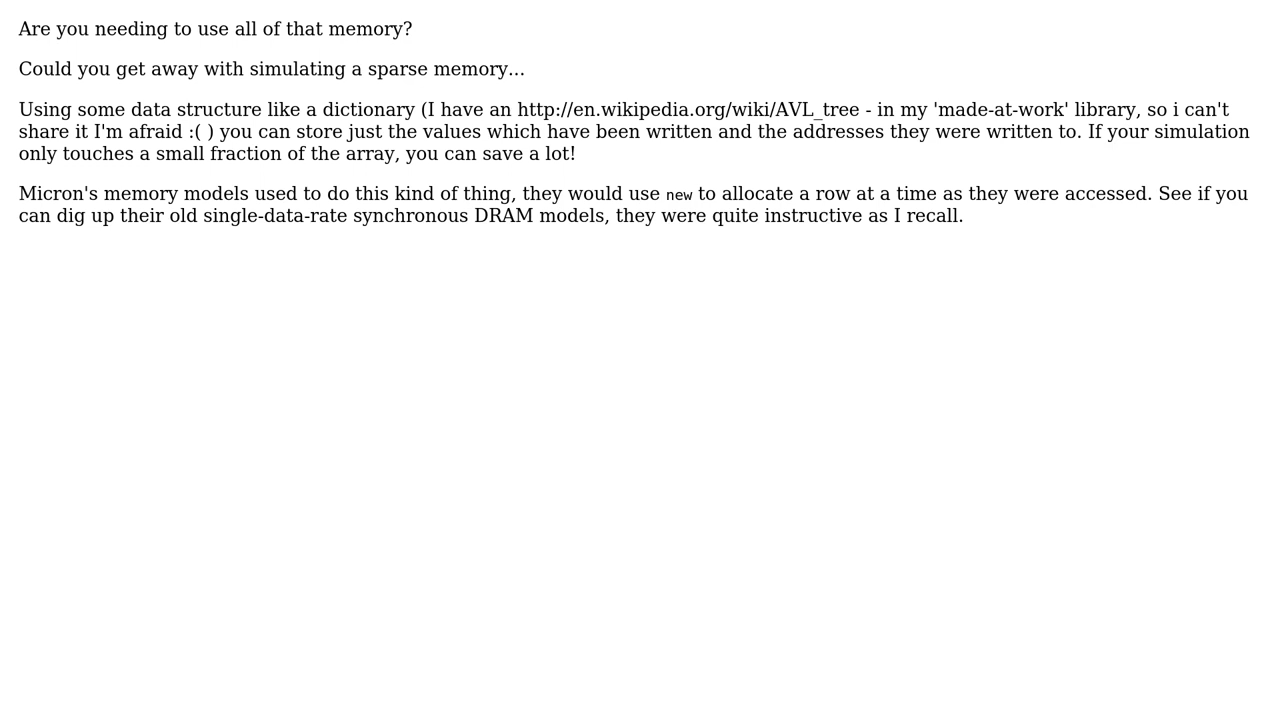 Are you needing to use all of that memory?
Could you get away with simulating a sparse memory...
Using some data structure like a dictionary (I have an http://en.wikipedia.org/wiki/AVL_tree - in my 'made-at-work' library, so i can't
share it I'm afraid :( ) you can store just the values which have been written and the addresses they were written to. If your simulation
only touches a small fraction of the array, you can save a lot!
Micron's memory models used to do this kind of thing, they would use new to allocate a row at a time as they were accessed. See if you
can dig up their old single-data-rate synchronous DRAM models, they were quite instructive as I recall.